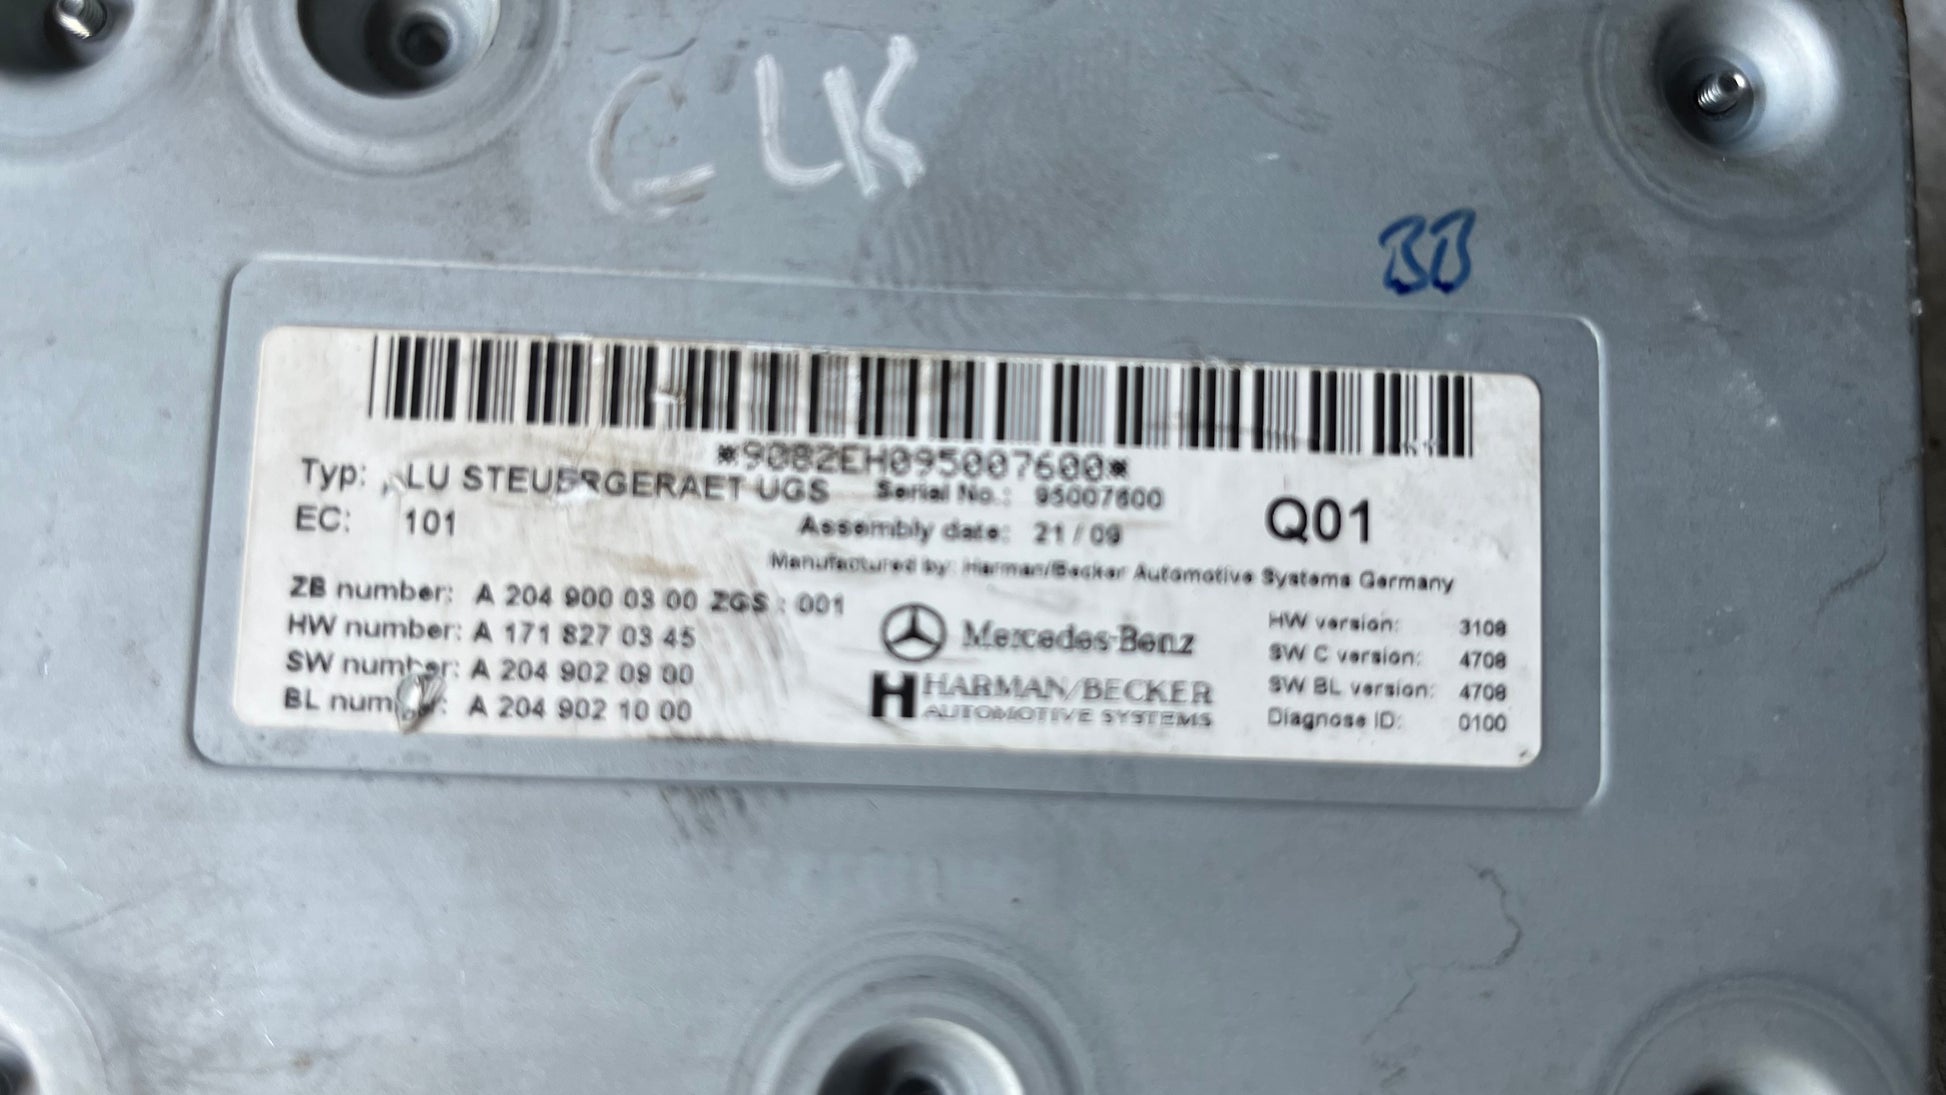 CLK
BB
*9082EH095007600*
Typ: LU STEUERGERAET UGS Serial No.: 95007600
EC: 101 Assembly date: 21 / 09 Q01
Manufactured by: Harman/Becker Automotive Systems Germany
ZB number: A 204 900 03 00 ZGS : 001
HW number: A 171 827 03 45
SW number: A 204 902 09 00
BL number: A 204 902 10 00
Mercedes-Benz
H HARMAN/BECKER
AUTOMOTIVE SYSTEMS
HW version: 3108
SW C version: 4708
SW BL version: 4708
Diagnose ID: 0100